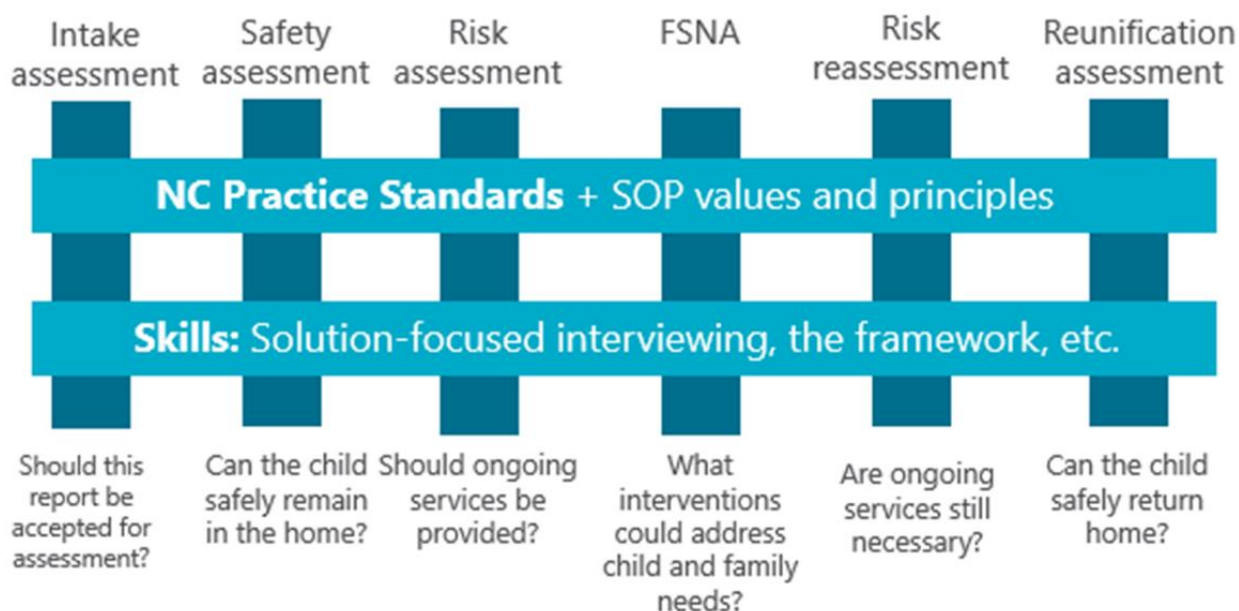 Intake
assessment
Safety
assessment
Risk
assessment
FSNA
Risk
reassessment
Reunification
assessment
NC Practice Standards + SOP values and principles
Skills: Solution-focused interviewing, the framework, etc.
Should this
report be
accepted for
assessment?
Can the child
safely remain
in the home?
Should ongoing
services be
provided?
What
interventions
could address
child and family
needs?
Are ongoing
services still
necessary?
Can the child
safely return
home?